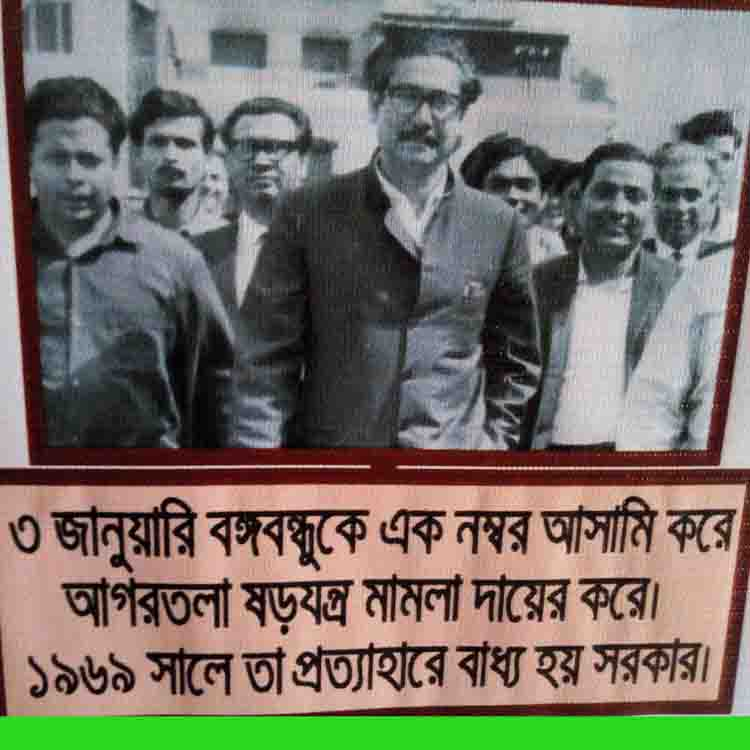 ৩ জানুয়ারি বঙ্গবন্ধুকে এক নম্বর আসামি করে
আগরতলা ষড়যন্ত্র মামলা দায়ের করে।
১৯৬৯ সালে তা প্রত্যাহারে বাধ্য হয় সরকার।